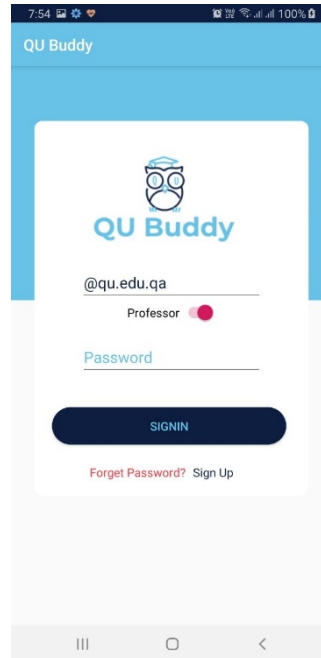 7:54 100%
QU Buddy
QU Buddy
@qu.edu.qa
Professor
Password
SIGNIN
Forget Password? Sign Up